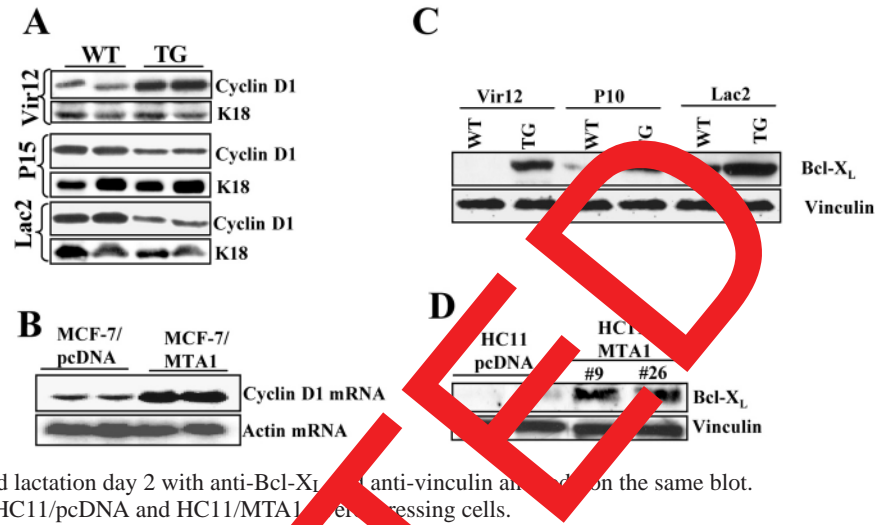 A
WT TG
Vir12
Cyclin D1
K18
P15
Cyclin D1
K18
Lac2
Cyclin D1
K18
B
MCF-7/ MCF-7/
pcDNA MTA1
Cyclin D1 mRNA
Actin mRNA
C
Vir12 P10 Lac2
WT TG WT WT TG
Bcl-XL
Vinculin
D
HC11
pcDNA MTA1
#9 #26
Bcl-XL
Vinculin
lactation day 2 with anti-Bcl-XL anti-vinculin on the same blot.
HC11/pcDNA and HC11/MTA1 cells.
TED